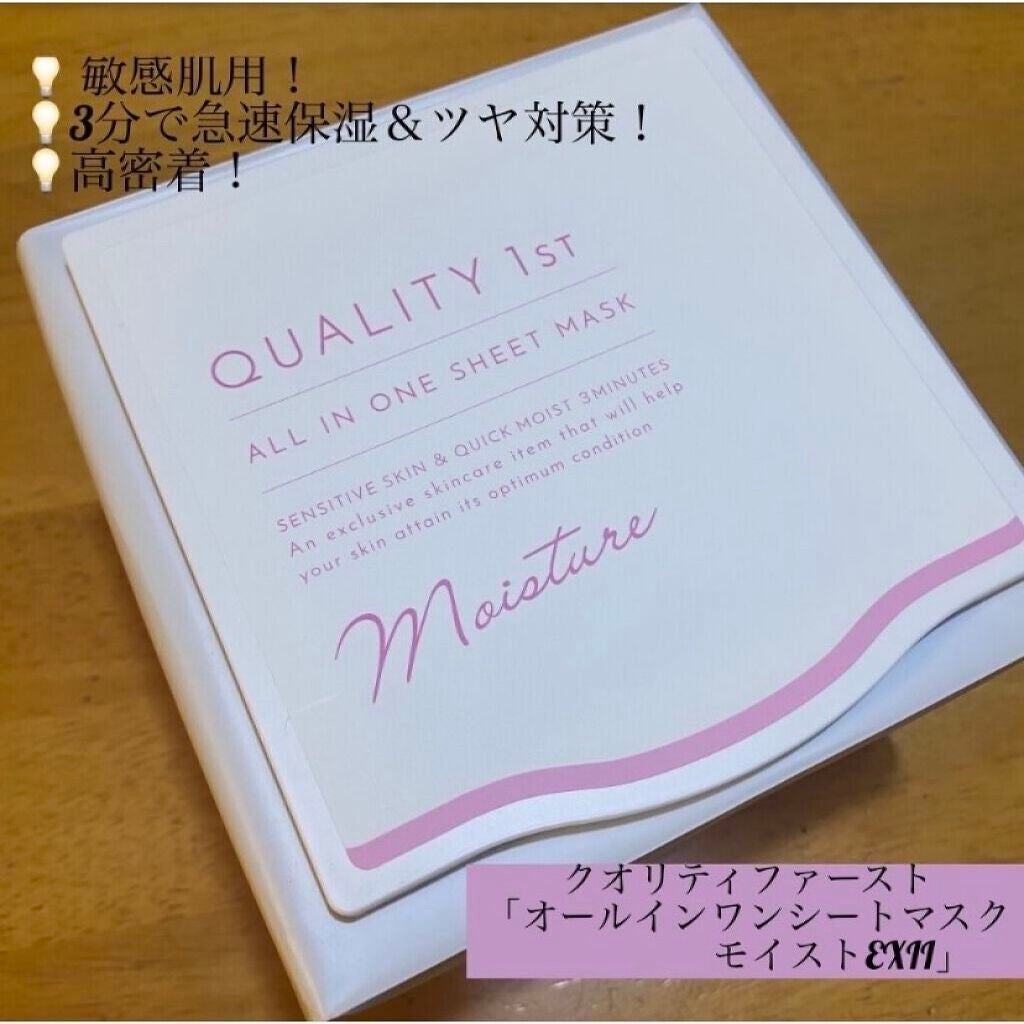 💡 敏感肌用！
💡3分で急速保湿＆ツヤ対策！
💡高密着！
QUALITY 1ST
ALL IN ONE SHEET MASK
SENSITIVE SKIN & QUICK MOIST 3MINUTES
An exclusive skincare item that will help
your skin attain its optimum condition
Moisture
クオリティファースト
「オールインワンシートマスク
モイストEXII」